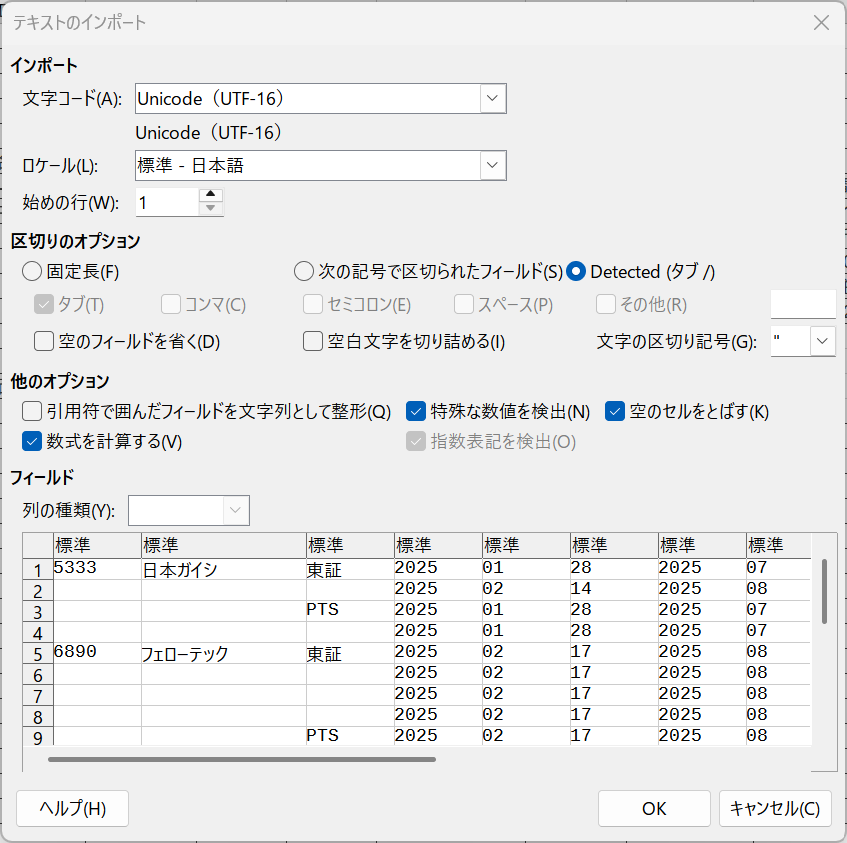 テキストのインポート
インポート
文字コード(A): Unicode（UTF-16）
Unicode（UTF-16）
ロケール(L): 標準 - 日本語
始めの行(W): 1
区切りのオプション
固定長(F) 次の記号で区切られたフィールド(S) Detected (タブ /)
タブ(T) コンマ(C) セミコロン(E) スペース(P) その他(R)
空のフィールドを省く(D) 空白文字を切り詰める(I) 文字の区切り記号(G): "
他のオプション
引用符で囲んだフィールドを文字列として整形(Q) 特殊な数値を検出(N) 空のセルをとばす(K)
数式を計算する(V) 指数表記を検出(O)
フィールド
列の種類(Y):
標準 標準 標準 標準 標準 標準 標準 標準
1 5333 日本ガイシ 東証 2025 01 28 2025 07
2 2025 02 14 2025 08
3 PTS 2025 01 28 2025 07
4 2025 01 28 2025 07
5 6890 フェローテック 東証 2025 02 17 2025 08
6 2025 02 17 2025 08
7 2025 02 17 2025 08
8 2025 02 17 2025 08
9 PTS 2025 02 17 2025 08
ヘルプ(H) OK キャンセル(C)